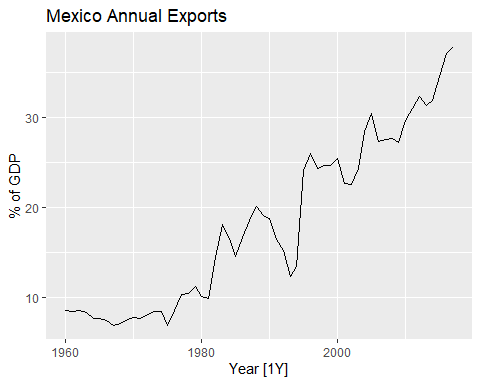 Mexico Annual Exports
% of GDP
30
20
10
1960 1980 2000
Year [1Y]